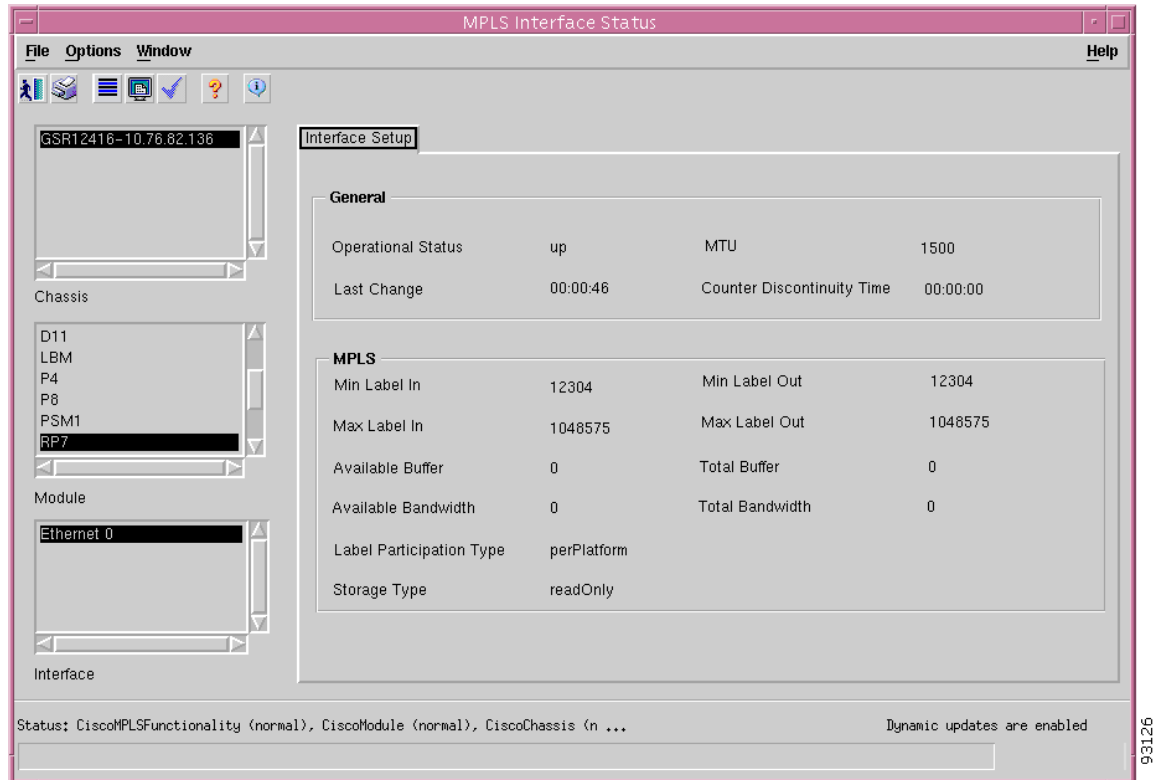 MPLS Interface Status
File Options Window Help
GSR12416-10.76.82.136
Chassis
D11
LBM
P4
P8
PSM1
RP7
Module
Ethernet 0
Interface
Interface Setup
General
Operational Status up MTU 1500
Last Change 00:00:46 Counter Discontinuity Time 00:00:00
MPLS
Min Label In 12304 Min Label Out 12304
Max Label In 1048575 Max Label Out 1048575
Available Buffer 0 Total Buffer 0
Available Bandwidth 0 Total Bandwidth 0
Label Participation Type perPlatform
Storage Type readOnly
Status: CiscoMPLSFunctionality (normal), CiscoModule (normal), CiscoChassis (n ... Dynamic updates are enabled
93126